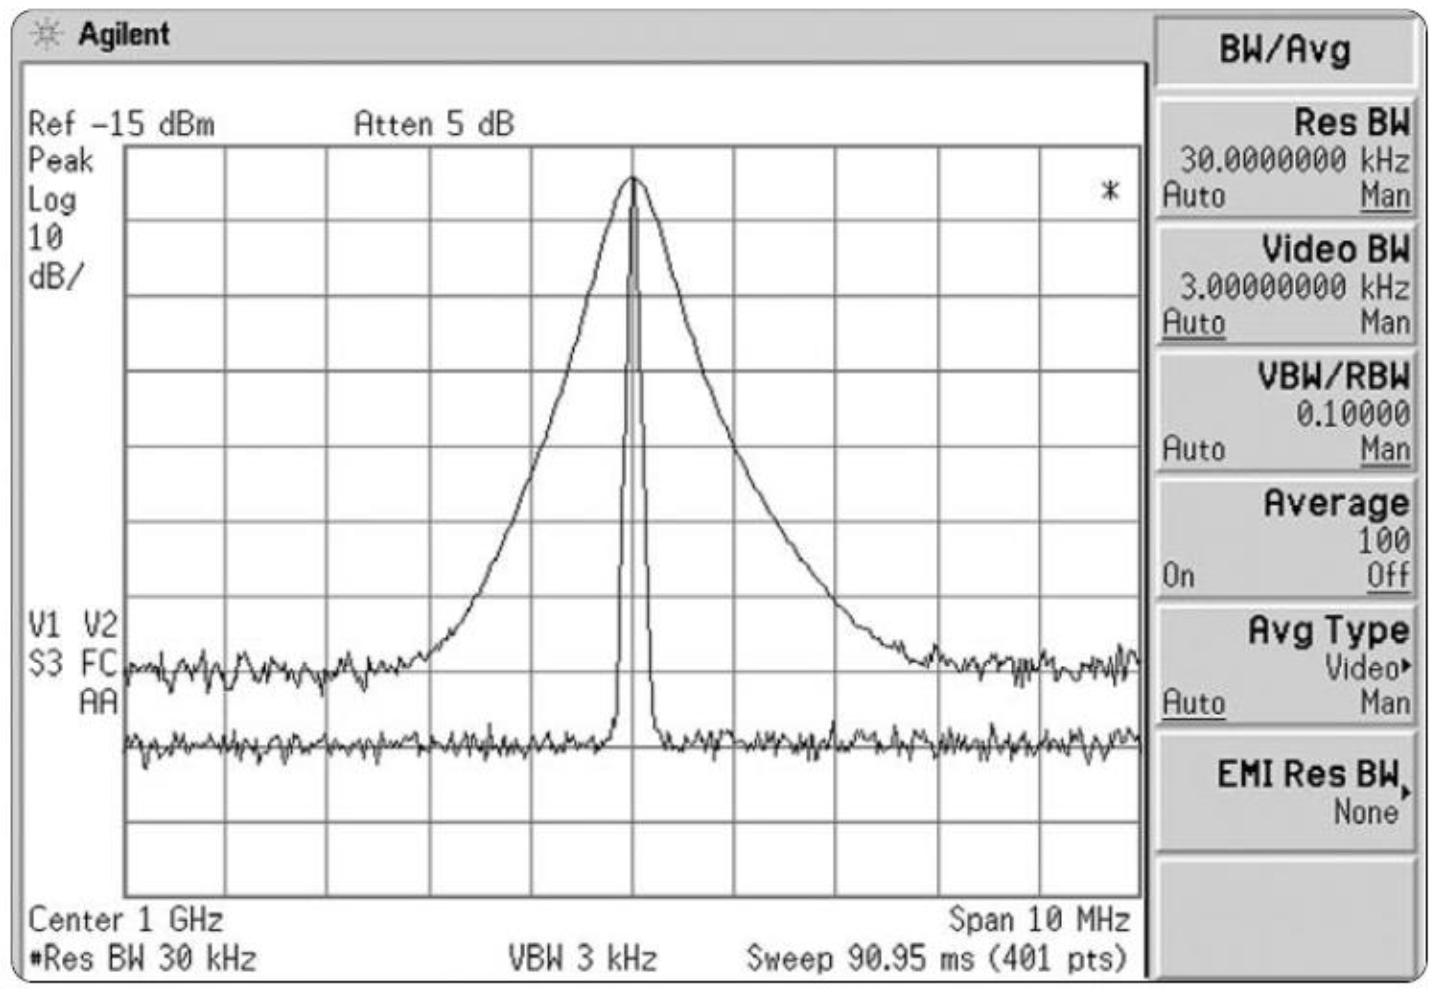 Agilent
Ref -15 dBm Atten 5 dB
Peak
Log
10
dB/
*
V1 V2
S3 FC
AA
Center 1 GHz Span 10 MHz
#Res BW 30 kHz VBW 3 kHz Sweep 90.95 ms (401 pts)
BW/Avg
Res BW
30.0000000 kHz
Auto Man
Video BW
3.00000000 kHz
Auto Man
VBW/RBW
0.10000
Auto Man
Average
100
On Off
Avg Type
Video▸
Auto Man
EMI Res BW▸
None